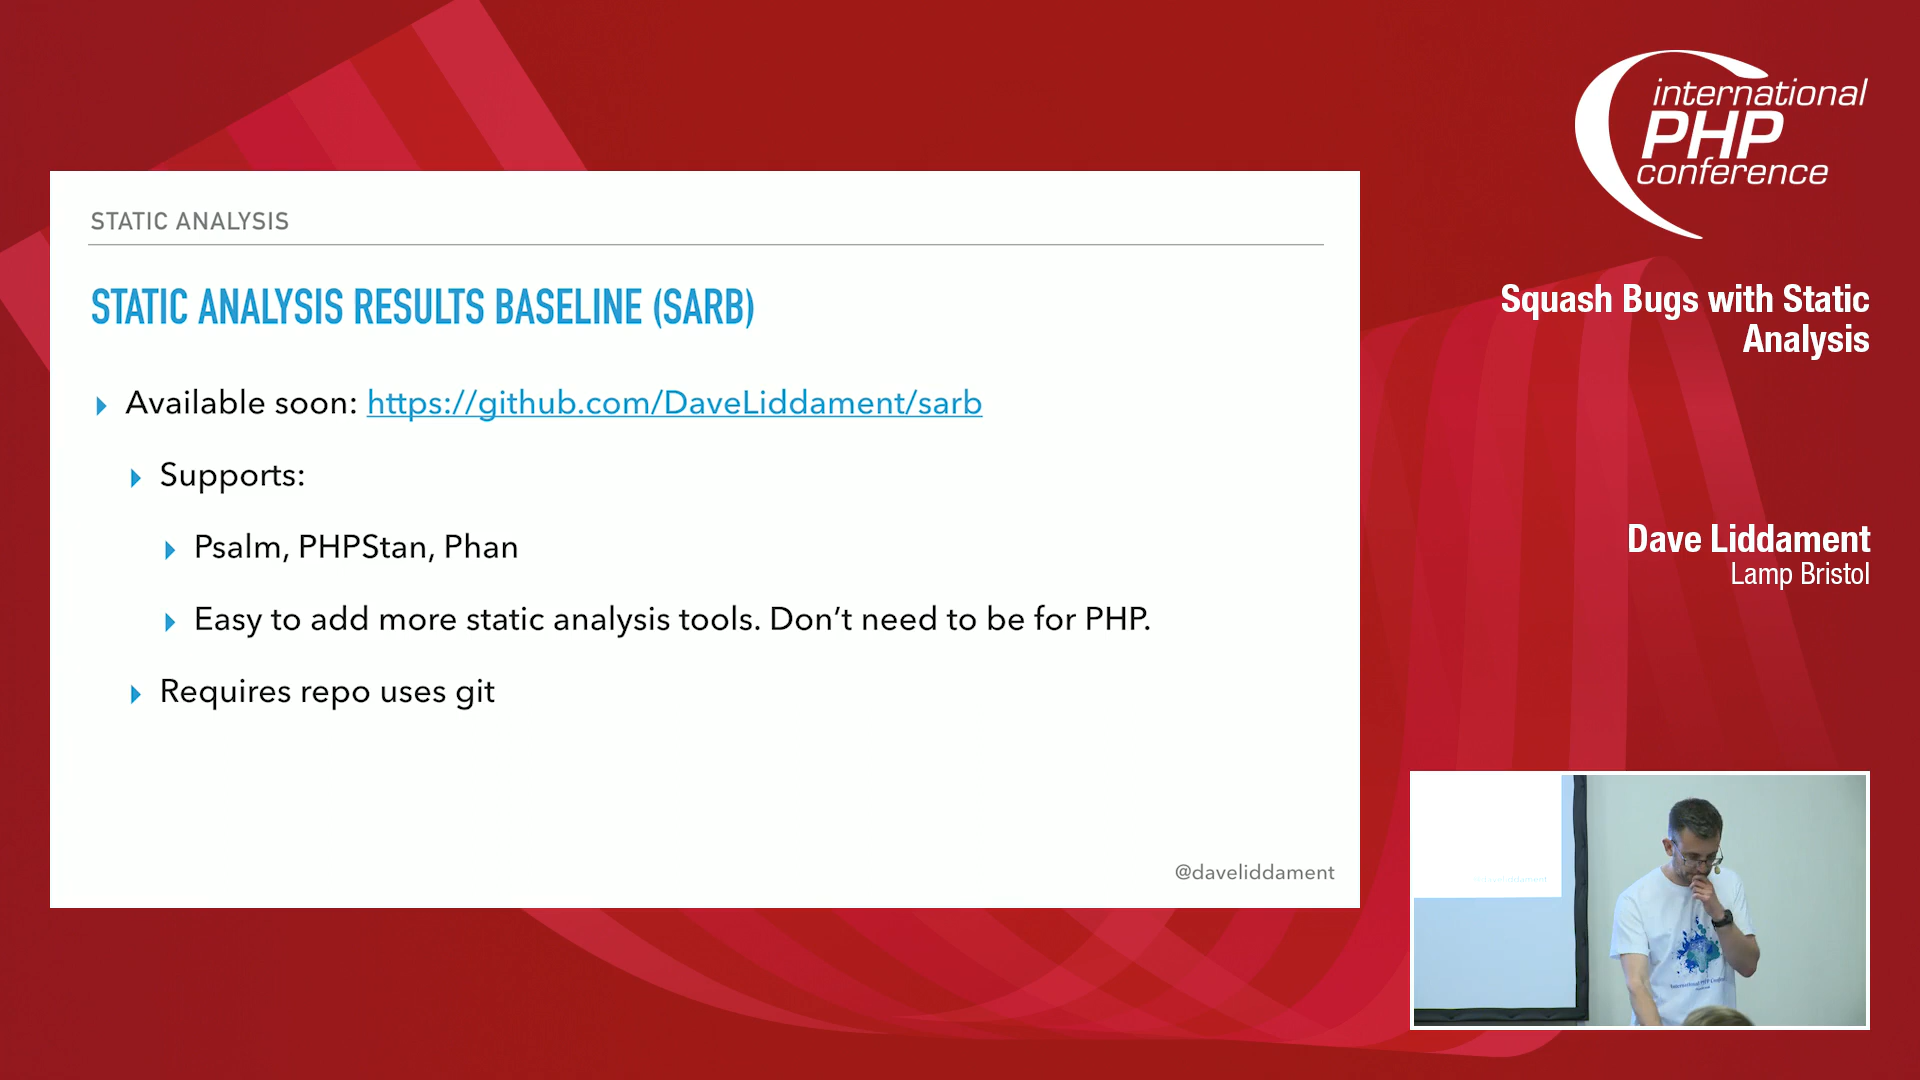 STATIC ANALYSIS
STATIC ANALYSIS RESULTS BASELINE (SARB)
Available soon: https://github.com/DaveLiddament/sarb
Supports:
Psalm, PHPStan, Phan
Easy to add more static analysis tools. Don't need to be for PHP.
Requires repo uses git
@daveliddament
international
PHP
conference
Squash Bugs with Static
Analysis
Dave Liddament
Lamp Bristol